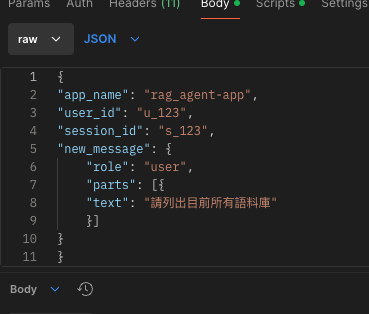 Params Auth Headers (11) Body Scripts Settings
raw JSON
1 {
2 "app_name": "rag_agent-app",
3 "user_id": "u_123",
4 "session_id": "s_123",
5 "new_message": {
6 "role": "user",
7 "parts": [{
8 "text": "請列出目前所有語料庫"
9 }]
10 }
11 }
Body